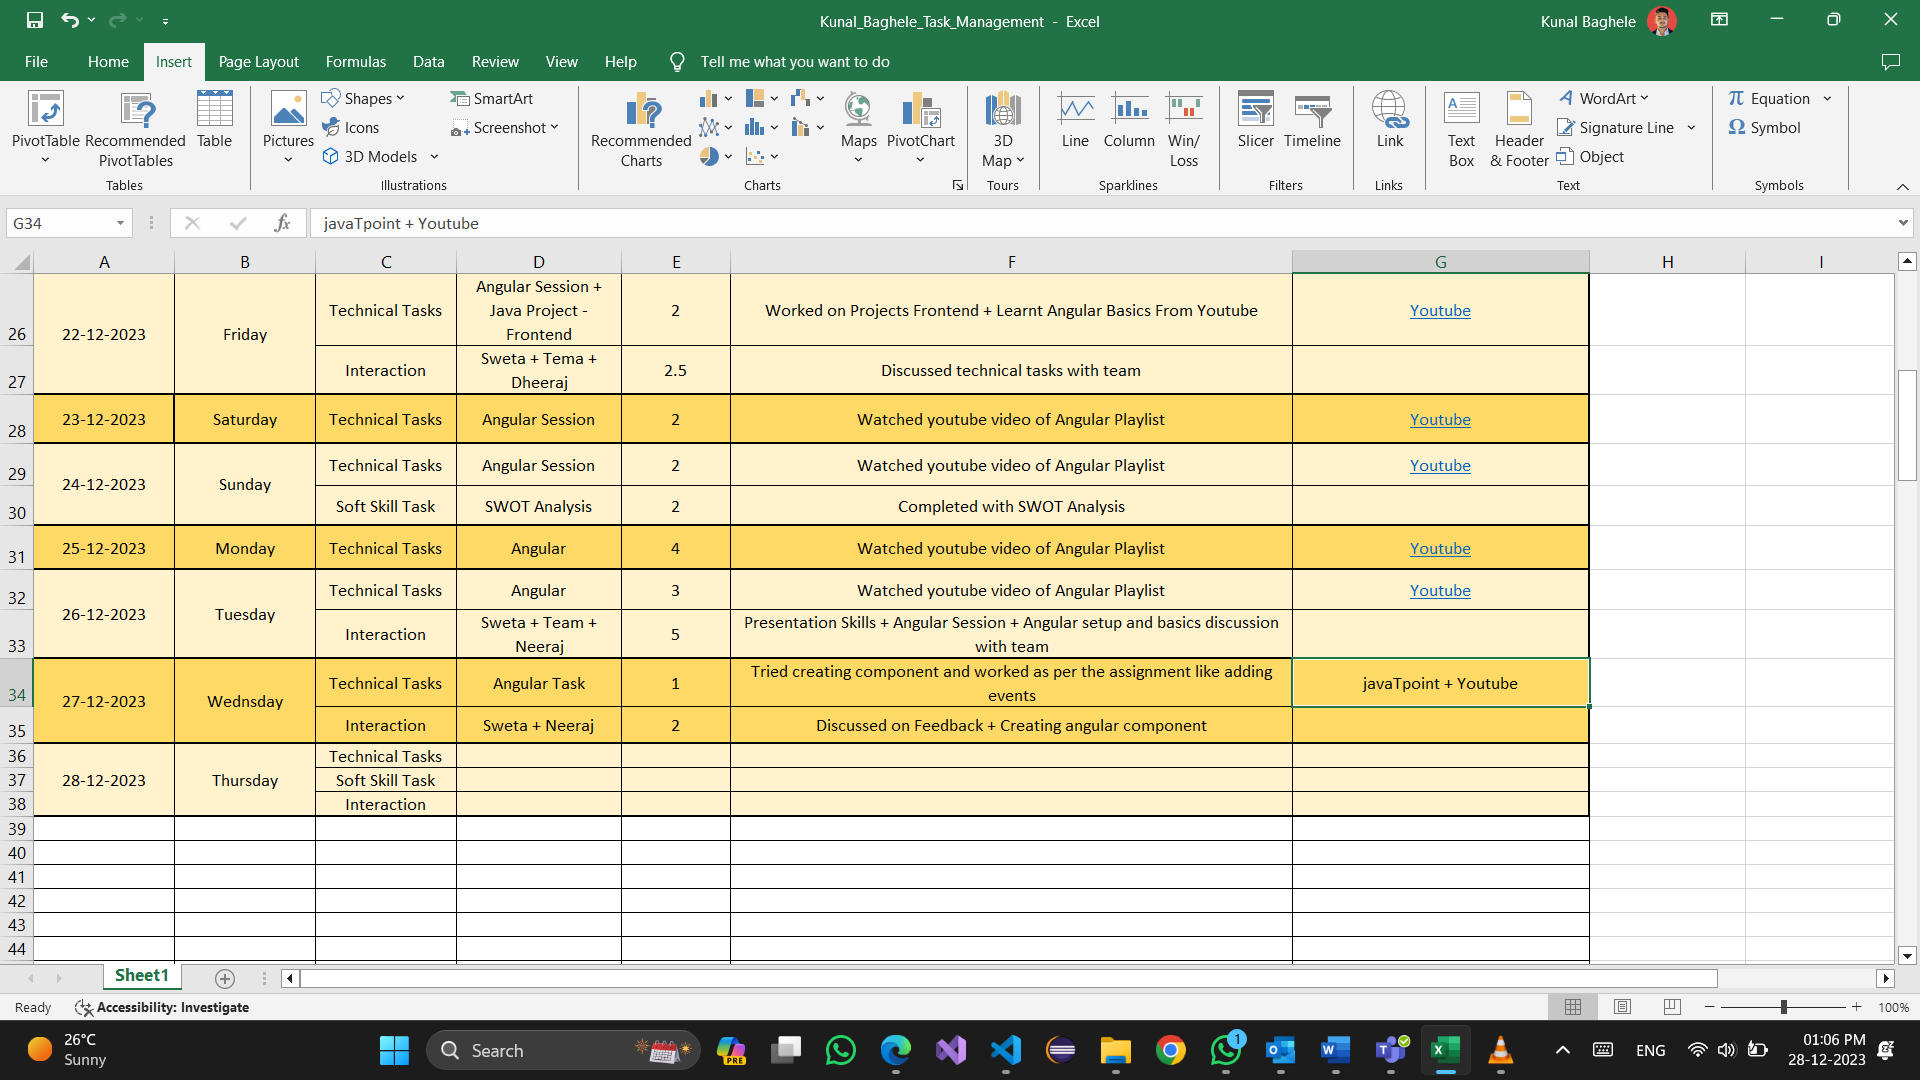 Kunal_Baghele_Task_Management - Excel
Kunal Baghele
File Home Insert Page Layout Formulas Data Review View Help Tell me what you want to do
PivotTable
Recommended
PivotTables
Table
Tables
Pictures
Shapes
Icons
3D Models
SmartArt
Screenshot
Illustrations
Recommended
Charts
Maps
PivotChart
Charts
3D
Map
Tours
Line
Column
Win/
Loss
Sparklines
Slicer
Timeline
Filters
Link
Links
Text
Box
Header
& Footer
WordArt
Signature Line
Object
Text
Equation
Symbol
Symbols
G34 fx javaTpoint + Youtube
A B C D E F G H I
26 22-12-2023 Friday Technical Tasks
Angular Session +
Java Project -
Frontend
2 Worked on Projects Frontend + Learnt Angular Basics From Youtube Youtube
27 Interaction
Sweta + Tema +
Dheeraj
2.5 Discussed technical tasks with team
28 23-12-2023 Saturday Technical Tasks Angular Session 2 Watched youtube video of Angular Playlist Youtube
29 24-12-2023 Sunday Technical Tasks Angular Session 2 Watched youtube video of Angular Playlist Youtube
30 Soft Skill Task SWOT Analysis 2 Completed with SWOT Analysis
31 25-12-2023 Monday Technical Tasks Angular 4 Watched youtube video of Angular Playlist Youtube
32 26-12-2023 Tuesday Technical Tasks Angular 3 Watched youtube video of Angular Playlist Youtube
33 Interaction
Sweta + Team +
Neeraj
5
Presentation Skills + Angular Session + Angular setup and basics discussion
with team
34 27-12-2023 Wednsday Technical Tasks Angular Task 1
Tried creating component and worked as per the assignment like adding
events
javaTpoint + Youtube
35 Interaction Sweta + Neeraj 2 Discussed on Feedback + Creating angular component
36 28-12-2023 Thursday Technical Tasks
37 Soft Skill Task
38 Interaction
39
40
41
42
43
44
Sheet1
Ready Accessibility: Investigate 100%
26°C
Sunny
Search
PRE
1
ENG
01:06 PM
28-12-2023